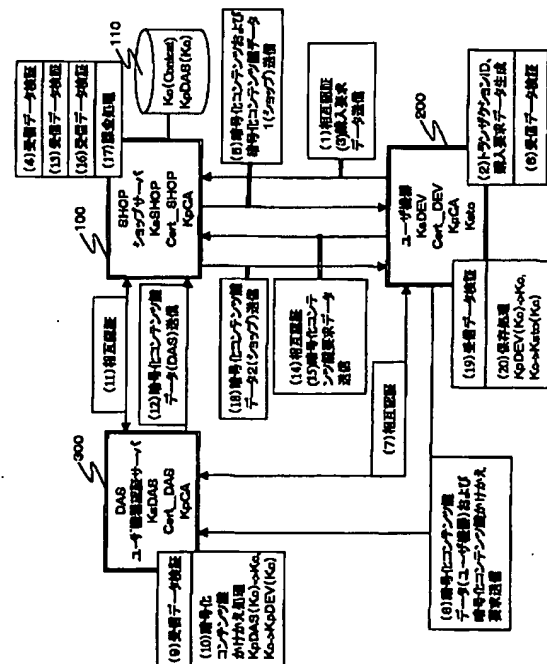 (4)受信データ検証
(13)受信データ検証
(16)受信データ検証
(17)課金処理
110
Ke(Content)
KpDAS(Kc)
100
SHOP
ショップサーバ
KsSHOP
Cert_SHOP
KpCA
(5)暗号化コンテンツおよび
暗号化コンテンツ鍵データ
1(ショップ)送信
(1)相互認証
(3)購入要求
データ送信
200
(2)トランザクションID、
購入要求データ生成
(6)受信データ検証
ユーザ機器
KsDEV
Cert_DEV
KpCA
Ksto
(19)受信データ検証
(20)保存処理
KpDEV(Kc)->Kc,
Kc->Ksto(Kc)
(11)相互認証
(12)暗号化コンテンツ鍵
データ(DAS)送信
(18)暗号化コンテンツ鍵
データ2(ショップ)送信
(14)相互認証
(15)暗号化コンテ
ンツ鍵要求データ
送信
(7)相互認証
300
DAS
ユーザ機器認証サーバ
KsDAS
Cert_DAS
KpCA
(9)受信データ検証
(10)暗号化
コンテンツ鍵
かけかえ処理
KpDAS(Kc)->Kc,
Kc->KpDEV(Kc)
(8)暗号化コンテンツ鍵
データ(ユーザ機器)および
暗号化コンテンツ鍵かけかえ
要求送信